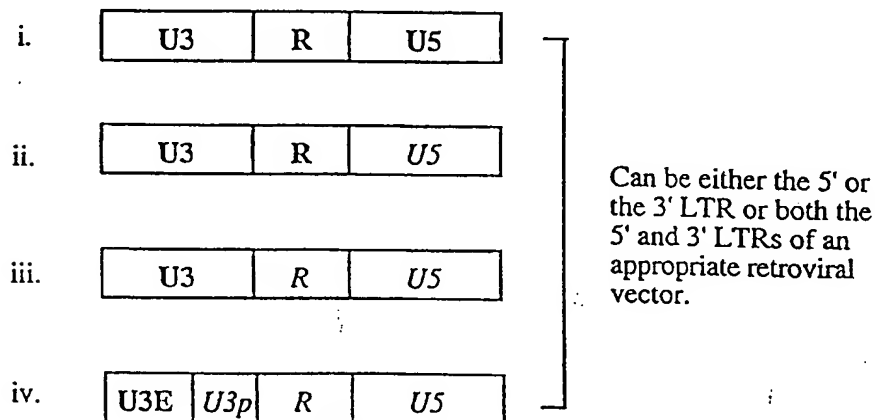 i. U3 R U5
ii. U3 R U5
iii. U3 R U5
iv. U3E U3p R U5
Can be either the 5' or
the 3' LTR or both the
5' and 3' LTRs of an
appropriate retroviral
vector.